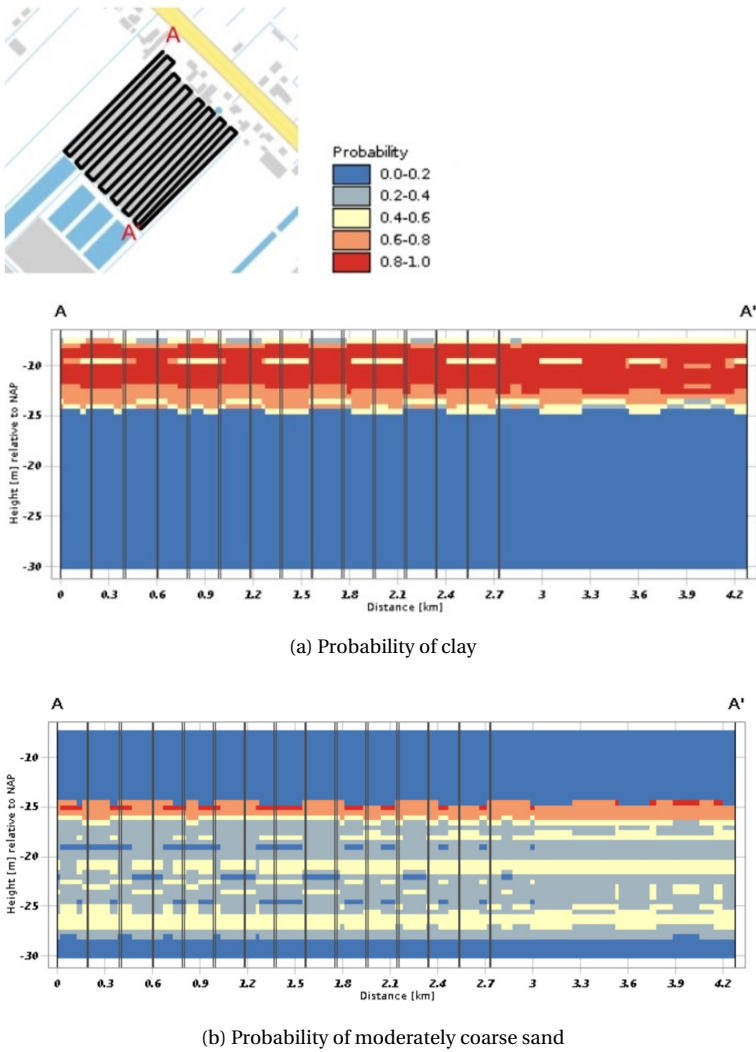 A
A
Probability
0.0-0.2
0.2-0.4
0.4-0.6
0.6-0.8
0.8-1.0
A A'
Height [m] relative to NAP
-10
-15
-20
-25
-30
0 0.3 0.6 0.9 1.2 1.5 1.8 2.1 2.4 2.7 3 3.3 3.6 3.9 4.2
Distance [km]
(a) Probability of clay
A A'
Height [m] relative to NAP
-10
-15
-20
-25
-30
0 0.3 0.6 0.9 1.2 1.5 1.8 2.1 2.4 2.7 3 3.3 3.6 3.9 4.2
Distance [km]
(b) Probability of moderately coarse sand